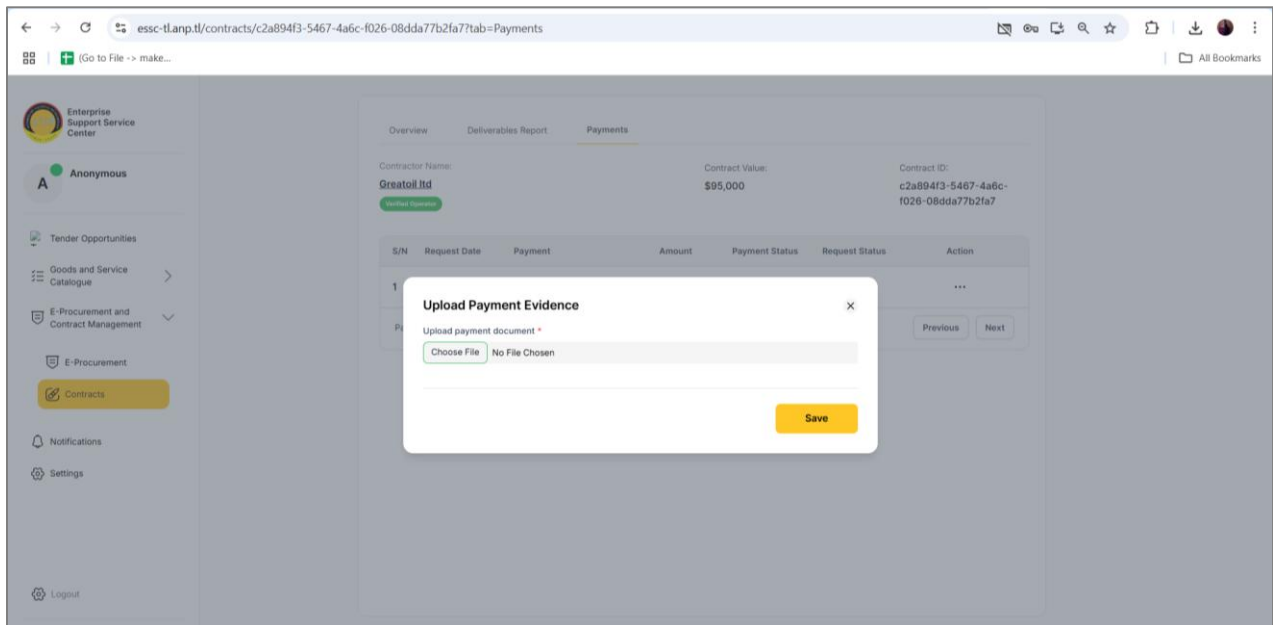 essc-tl.anp.tl/contracts/c2a894f3-5467-4a6c-f026-08dda77b2fa7?tab=Payments
(Go to File -> make...
All Bookmarks
Enterprise
Support Service
Center
A
Anonymous
Tender Opportunities
Goods and Service
Catalogue
E-Procurement and
Contract Management
E-Procurement
Contracts
Notifications
Settings
Logout
Overview Deliverables Report Payments
Contractor Name: Contract Value: Contract ID:
Greatoil ltd $95,000 c2a894f3-5467-4a6c-
f026-08dda77b2fa7
Verified Operator
S/N Request Date Payment Amount Payment Status Request Status Action
1 ...
Pa Previous Next
Upload Payment Evidence
Upload payment document *
Choose File No File Chosen
Save